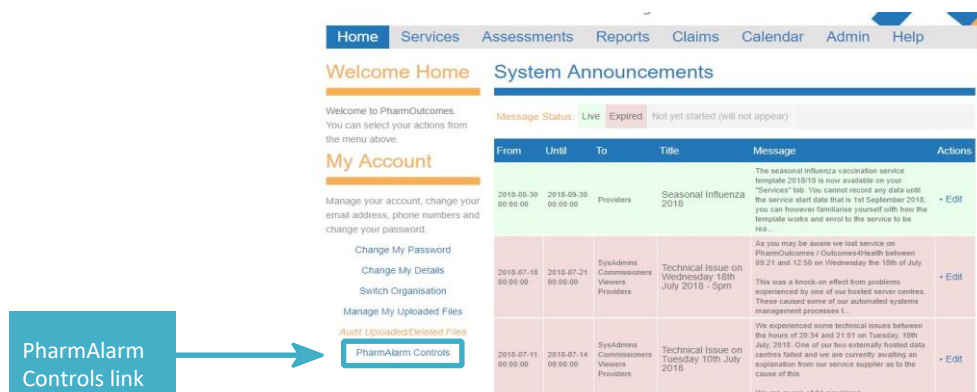 Home Services Assessments Reports Claims Calendar Admin Help
Welcome Home
Welcome to PharmOutcomes.
You can select your actions from
the menu above.
My Account
Manage your account, change your
email address, phone numbers and
change your password.
Change My Password
Change My Details
Switch Organisation
Manage My Uploaded Files
Audit Uploaded/Deleted Files
PharmAlarm Controls
PharmAlarm
Controls link
System Announcements
Message Status: Live Expired Not yet started (will not appear)
From Until To Title Message Actions
2018-08-30
00:00:00
2018-09-30
00:00:00
Providers
Seasonal Influenza
2018
The seasonal influenza vaccination service
template 2018/19 is now available on your
"Services" tab. You cannot record any data until
the service start date that is 1st September 2018,
you can however familiarise yourself with how the
template works and enrol to the service to be
rea...
• Edit
2018-07-18
00:00:00
2018-07-21
00:00:00
SysAdmins
Commissioners
Viewers
Providers
Technical Issue on
Wednesday 18th
July 2018 - 5pm
As you may be aware we lost service on
PharmOutcomes / Outcomes4Health between
09.21 and 12.50 on Wednesday the 18th of July.
This was a knock-on effect from problems
experienced by one of our hosted server centres.
These caused some of our automated systems
management processes t...
• Edit
2018-07-11
00:00:00
2018-07-14
00:00:00
SysAdmins
Commissioners
Viewers
Providers
Technical Issue on
Tuesday 10th July
2018
We experienced some technical issues between
the hours of 20:34 and 21:01 on Tuesday, 10th
July, 2018. One of our two externally hosted data
centres failed and we are currently awaiting an
explanation from our service supplier as to the
cause of this.
• Edit